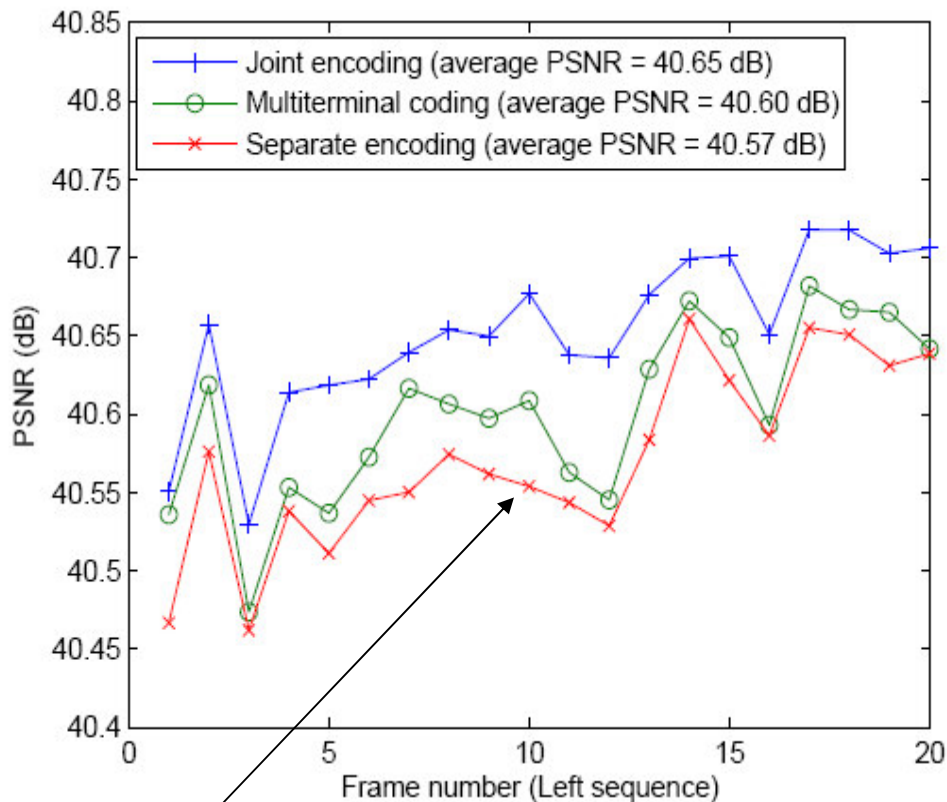 40.85
Joint encoding (average PSNR = 40.65 dB)
40.8
Multiterminal coding (average PSNR = 40.60 dB)
Separate encoding (average PSNR = 40.57 dB)
40.75
40.7
40.65
40.6
40.55
40.5
40.45
40.4
PSNR (dB)
0 5 10 15 20
Frame number (Left sequence)